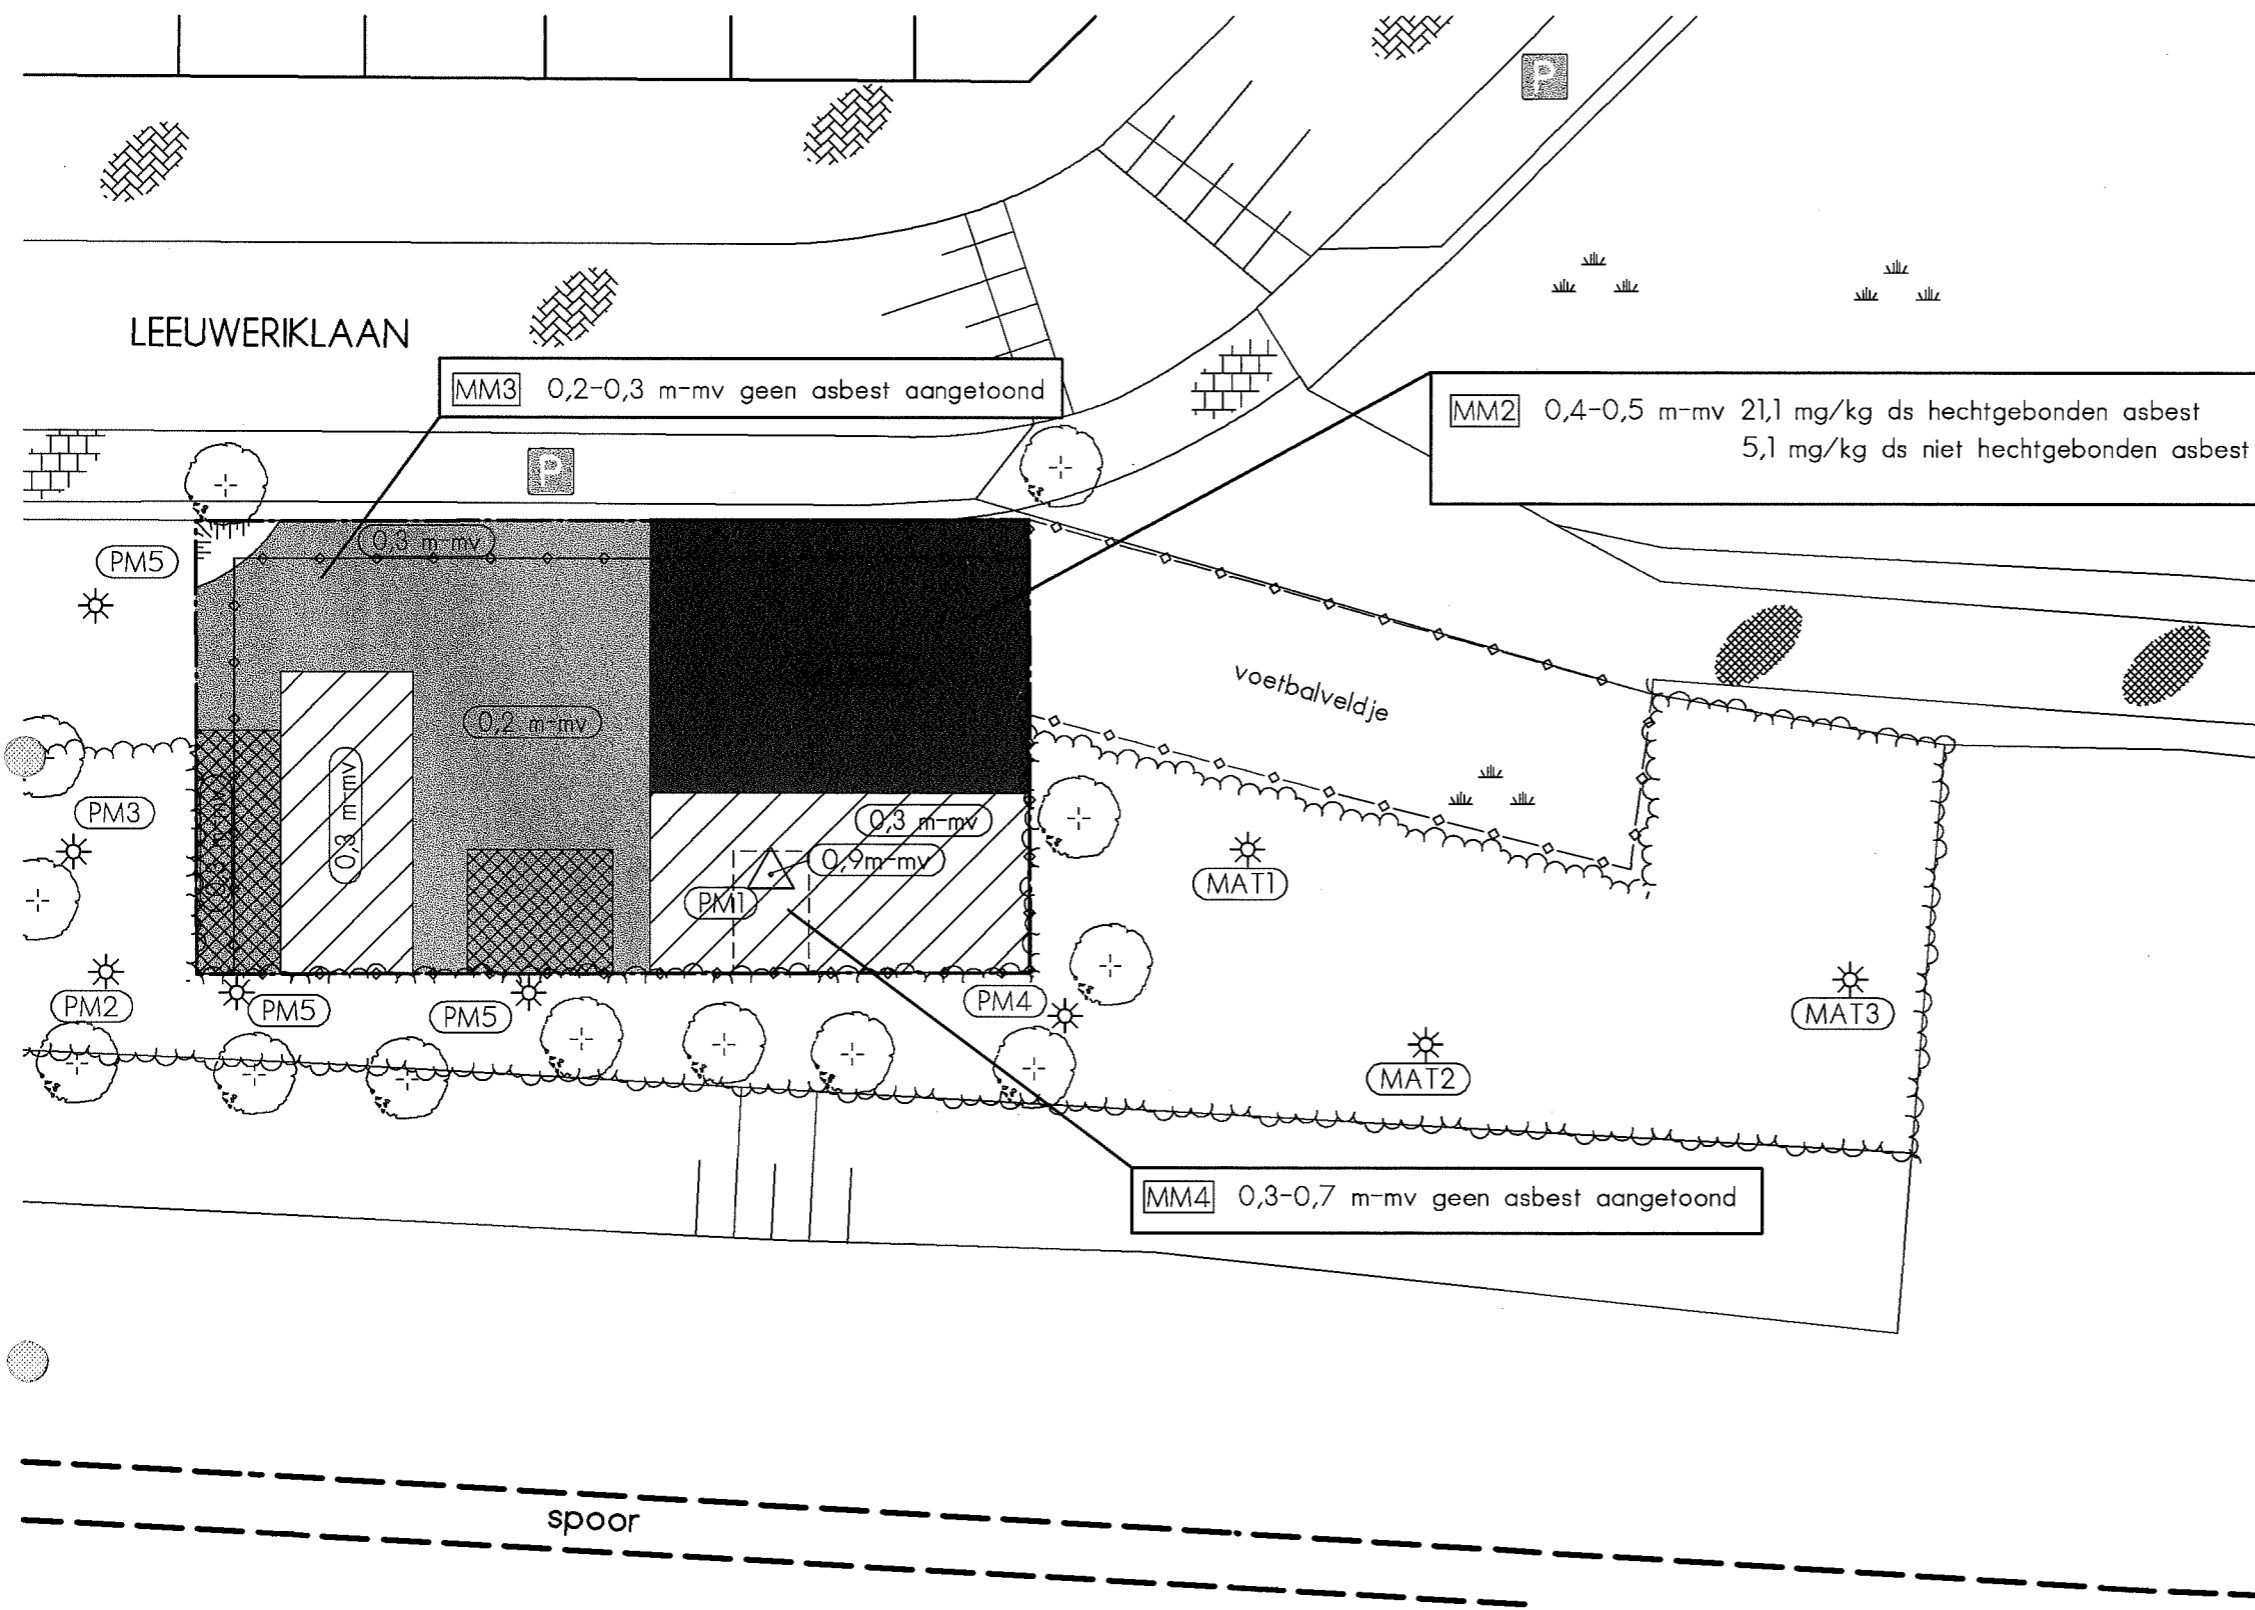 P
LEEUWERIKLAAN
MM3 0,2-0,3 m-mv geen asbest aangetoond
MM2 0,4-0,5 m-mv 21,1 mg/kg ds hechtgebonden asbest
5,1 mg/kg ds niet hechtgebonden asbest
P
0,3 m-mv
PM5
voetbalveldje
0,2 m-mv
0,3 m-mv
PM3
0,3 m-mv
0,9m-mv
MAT1
PM1
PM2
PM5
PM5
PM4
MAT3
MAT2
MM4 0,3-0,7 m-mv geen asbest aangetoond
spoor